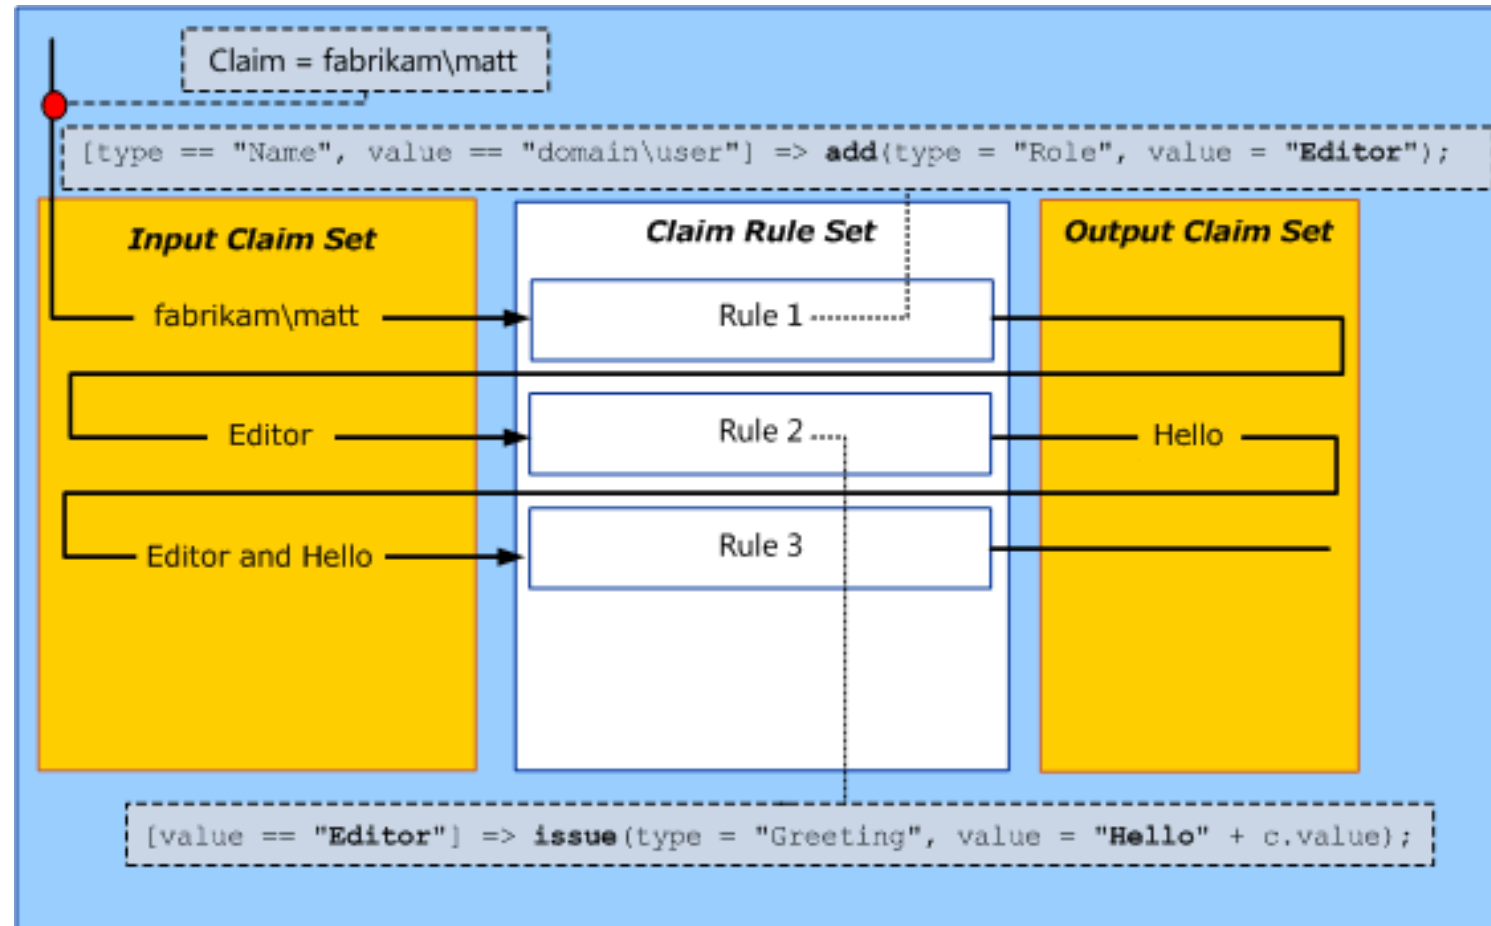 Claim = fabrikam\matt
[type == "Name", value == "domain\user"] => add(type = "Role", value = "Editor");
Input Claim Set
Claim Rule Set
Output Claim Set
fabrikam\matt
Rule 1
Editor
Rule 2
Hello
Editor and Hello
Rule 3
[value == "Editor"] => issue(type = "Greeting", value = "Hello" + c.value);